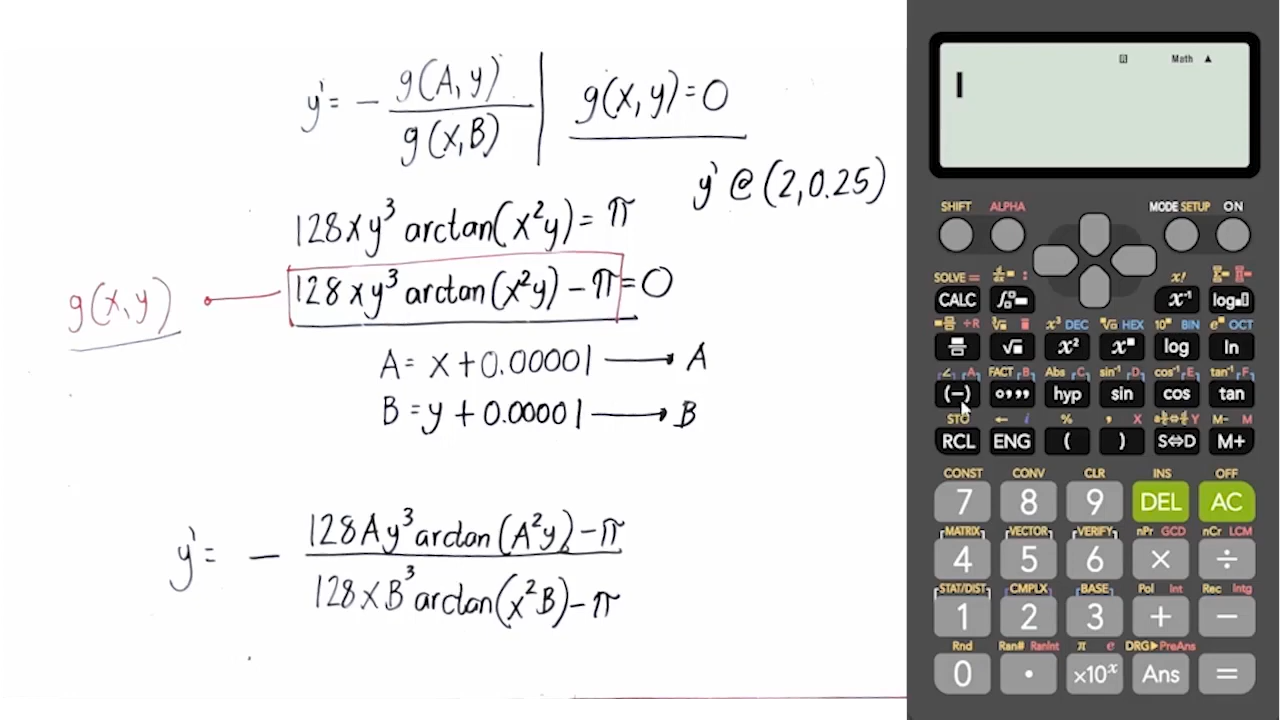 y' = - g(A, y) / g(x, B) | g(x, y) = 0
y' @ (2, 0.25)
128xy³ arctan(x²y) = π
g(x, y)
128xy³ arctan(x²y) - π = 0
A = x + 0.00001 → A
B = y + 0.00001 → B
y' = - 128Ay³ arctan(A²y) - π / 128xB³ arctan(x²B) - π
Math ▲
SHIFT ALPHA MODE SETUP ON
SOLVE = : x!
CALC x⁻¹ log
÷R x³ DEC HEX 10ˣ BIN eˣ OCT
x² log ln
∠ A FACT B Abs C sin⁻¹ D cos⁻¹ E tan⁻¹ F
(−) hyp sin cos tan
STO ← i % , X Y M− M
RCL ENG ( ) S⇔D M+
CONST CONV CLR INS OFF
7 8 9 DEL AC
MATRIX VECTOR VERIFY nPr GCD nCr LCM
4 5 6 × ÷
STAT/DIST CMPLX BASE Pol Int Rec Intg
1 2 3 + −
Rnd Ran# RanInt π e DRG▶ PreAns
0 • ×10ˣ Ans =